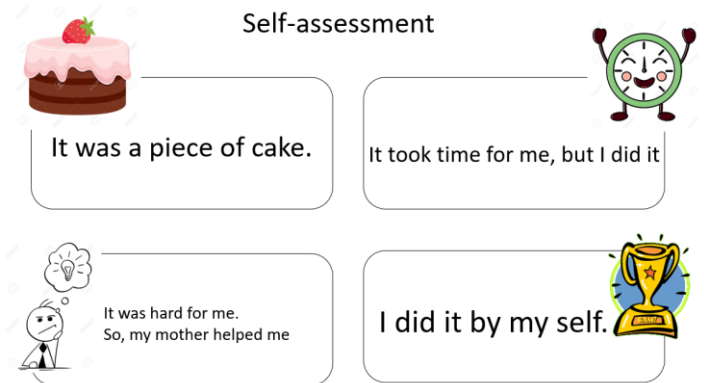 Self-assessment
It was a piece of cake.
It took time for me, but I did it
It was hard for me.
So, my mother helped me
I did it by my self.